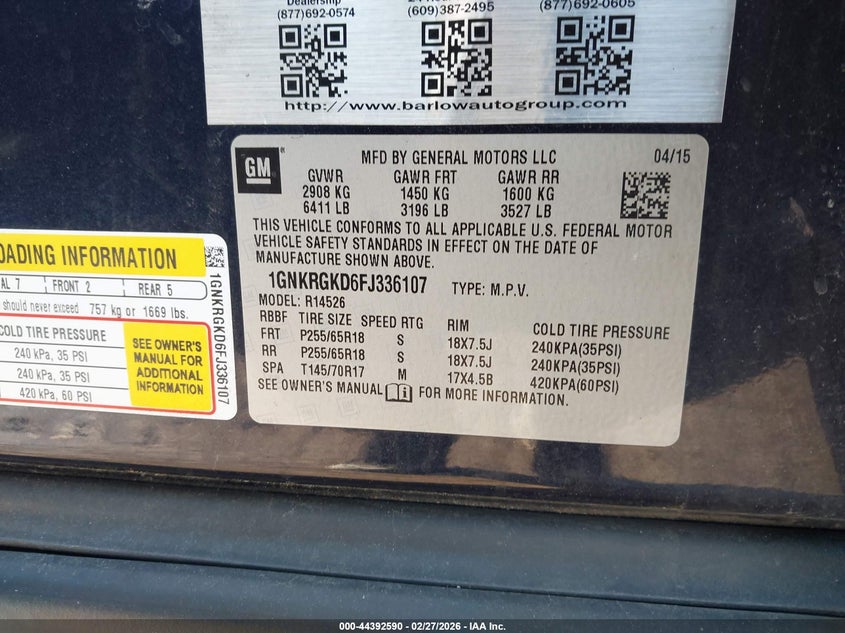 Dealership
(877)692-0574
(609)387-2495
(877)692-0605
http://www.barlowautogroup.com/
GM
MFD BY GENERAL MOTORS LLC 04/15
GVWR GAWR FRT GAWR RR
2908 KG 1450 KG 1600 KG
6411 LB 3196 LB 3527 LB
THIS VEHICLE CONFORMS TO ALL APPLICABLE U.S. FEDERAL MOTOR
VEHICLE SAFETY STANDARDS IN EFFECT ON THE DATE OF
MANUFACTURE SHOWN ABOVE.
1GNKRGKD6FJ336107 TYPE: M.P.V.
MODEL: R14526
RBBF TIRE SIZE SPEED RTG RIM COLD TIRE PRESSURE
FRT P255/65R18 S 18X7.5J 240KPA(35PSI)
RR P255/65R18 S 18X7.5J 240KPA(35PSI)
SPA T145/70R17 M 17X4.5B 420KPA(60PSI)
SEE OWNER'S MANUAL FOR MORE INFORMATION.
OADING INFORMATION
AL 7 FRONT 2 REAR 5
should never exceed 757 kg or 1669 lbs.
COLD TIRE PRESSURE
240 kPa, 35 PSI
240 kPa, 35 PSI
420 kPa, 60 PSI
SEE OWNER'S
MANUAL FOR
ADDITIONAL
INFORMATION
1GNKRGKD6FJ336107
000-44392590 - 02/27/2026 - IAA Inc.